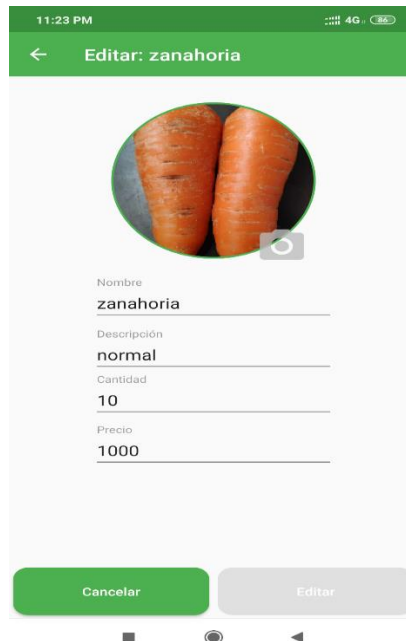 11:23 PM 4G 86
Editar: zanahoria
Nombre
zanahoria
Descripción
normal
Cantidad
10
Precio
1000
Cancelar Editar